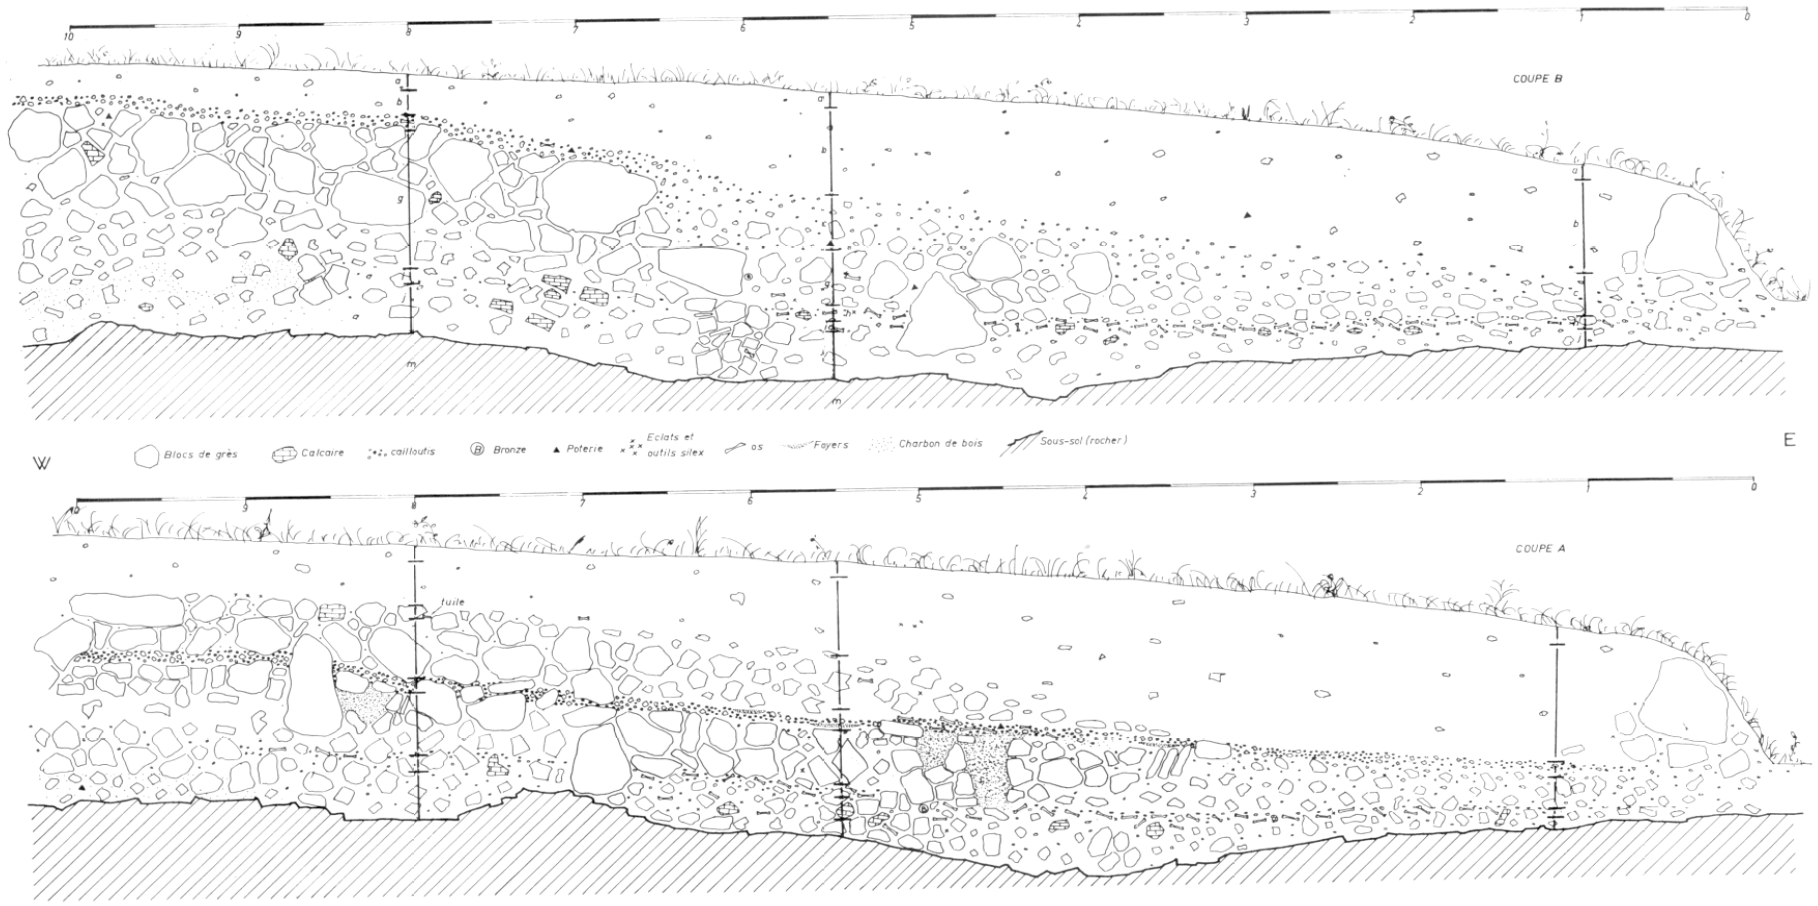 10 9 8 7 6 5 4 3 2 1 0
COUPE B
a
a
a
b
b
b
g
m
m
W
E
Blocs de grès
Calcaire
cailloutis
B Bronze
Poterie
Eclats et
outils silex
os
Foyers
Charbon de bois
Sous-sol (rocher)
10 9 8 7 6 5 4 3 2 1 0
COUPE A
tuile